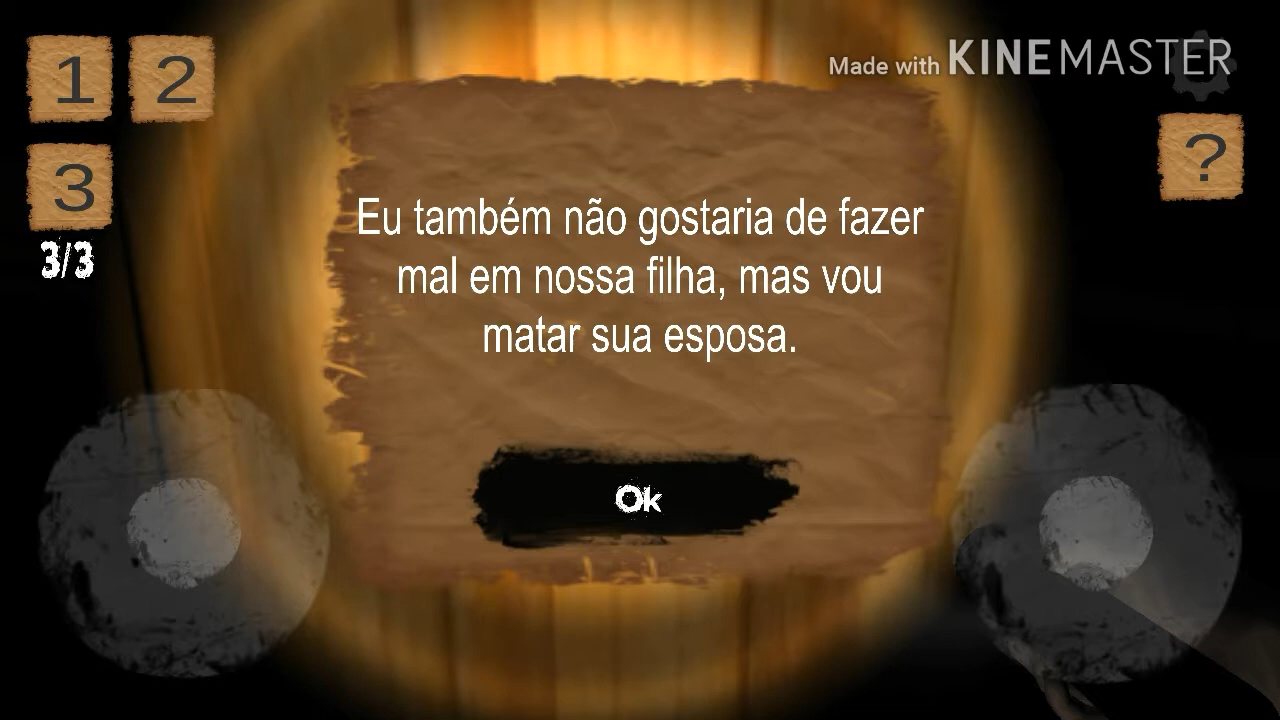 1 2
Made with KINEMASTER
3
?
3/3
Eu também não gostaria de fazer
mal em nossa filha, mas vou
matar sua esposa.
Ok